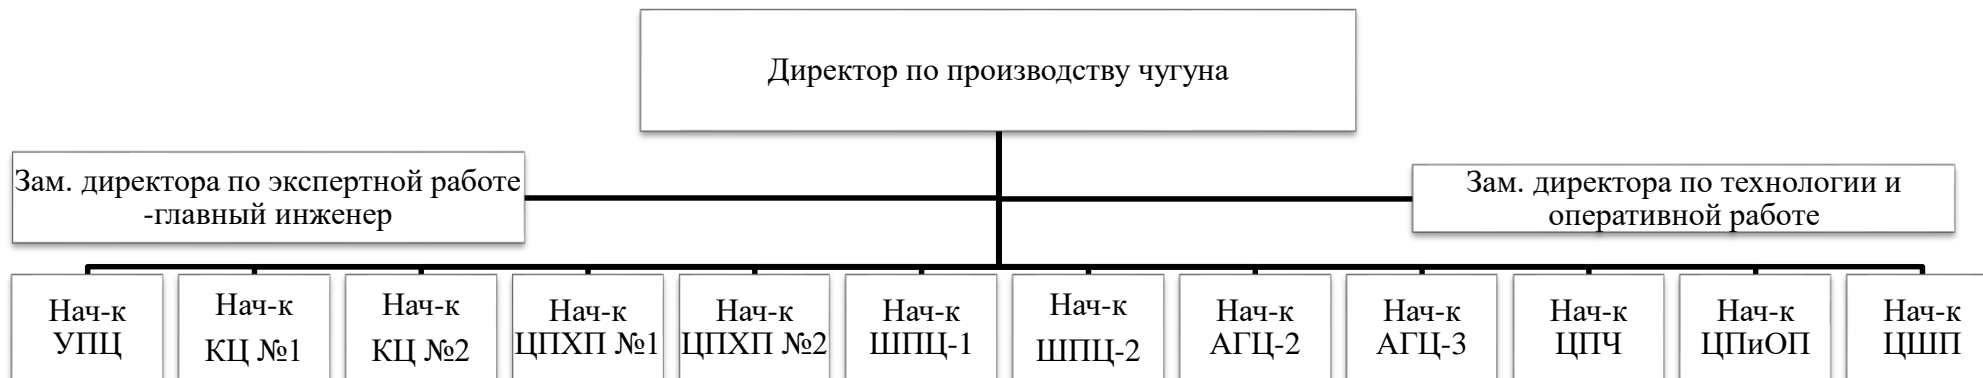 Директор по производству чугуна
Зам. директора по экспертной работе
-главный инженер
Зам. директора по технологии и
оперативной работе
Нач-к
УПЦ
Нач-к
КЦ №1
Нач-к
КЦ №2
Нач-к
ЦПХП №1
Нач-к
ЦПХП №2
Нач-к
ШПЦ-1
Нач-к
ШПЦ-2
Нач-к
АГЦ-2
Нач-к
АГЦ-3
Нач-к
ЦПЧ
Нач-к
ЦПиОП
Нач-к
ЦШП